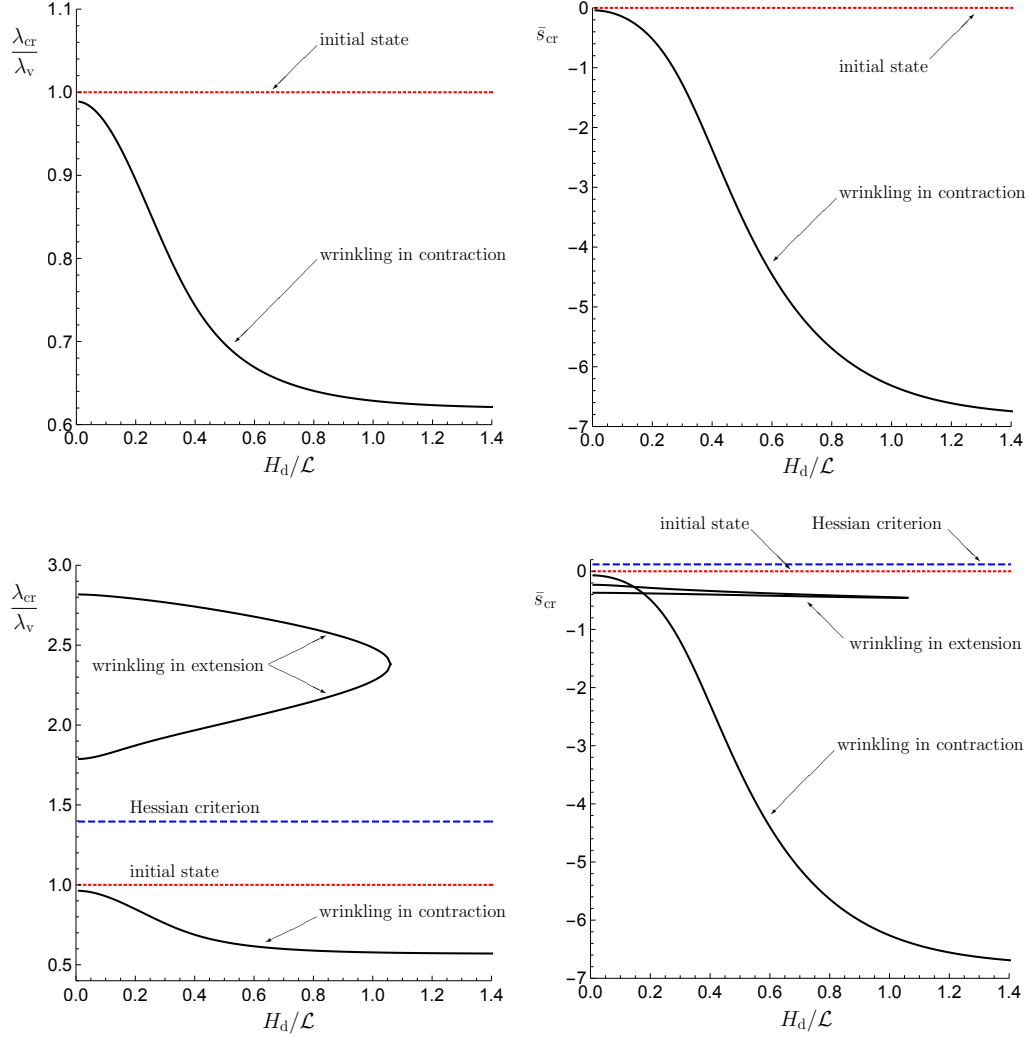 1.1
λcr
λv
initial state
1.0
0.9
wrinkling in contraction
0.8
0.7
0.6
0.0 0.2 0.4 0.6 0.8 1.0 1.2 1.4
Hd/ℒ
0
s̄cr
initial state
−1
−2
−3
wrinkling in contraction
−4
−5
−6
−7
0.0 0.2 0.4 0.6 0.8 1.0 1.2 1.4
Hd/ℒ
3.0
λcr
λv
2.5
wrinkling in extension
2.0
1.5
Hessian criterion
initial state
1.0
wrinkling in contraction
0.5
0.0 0.2 0.4 0.6 0.8 1.0 1.2 1.4
Hd/ℒ
initial state
Hessian criterion
0
s̄cr
wrinkling in extension
−1
−2
−3
wrinkling in contraction
−4
−5
−6
−7
0.0 0.2 0.4 0.6 0.8 1.0 1.2 1.4
Hd/ℒ